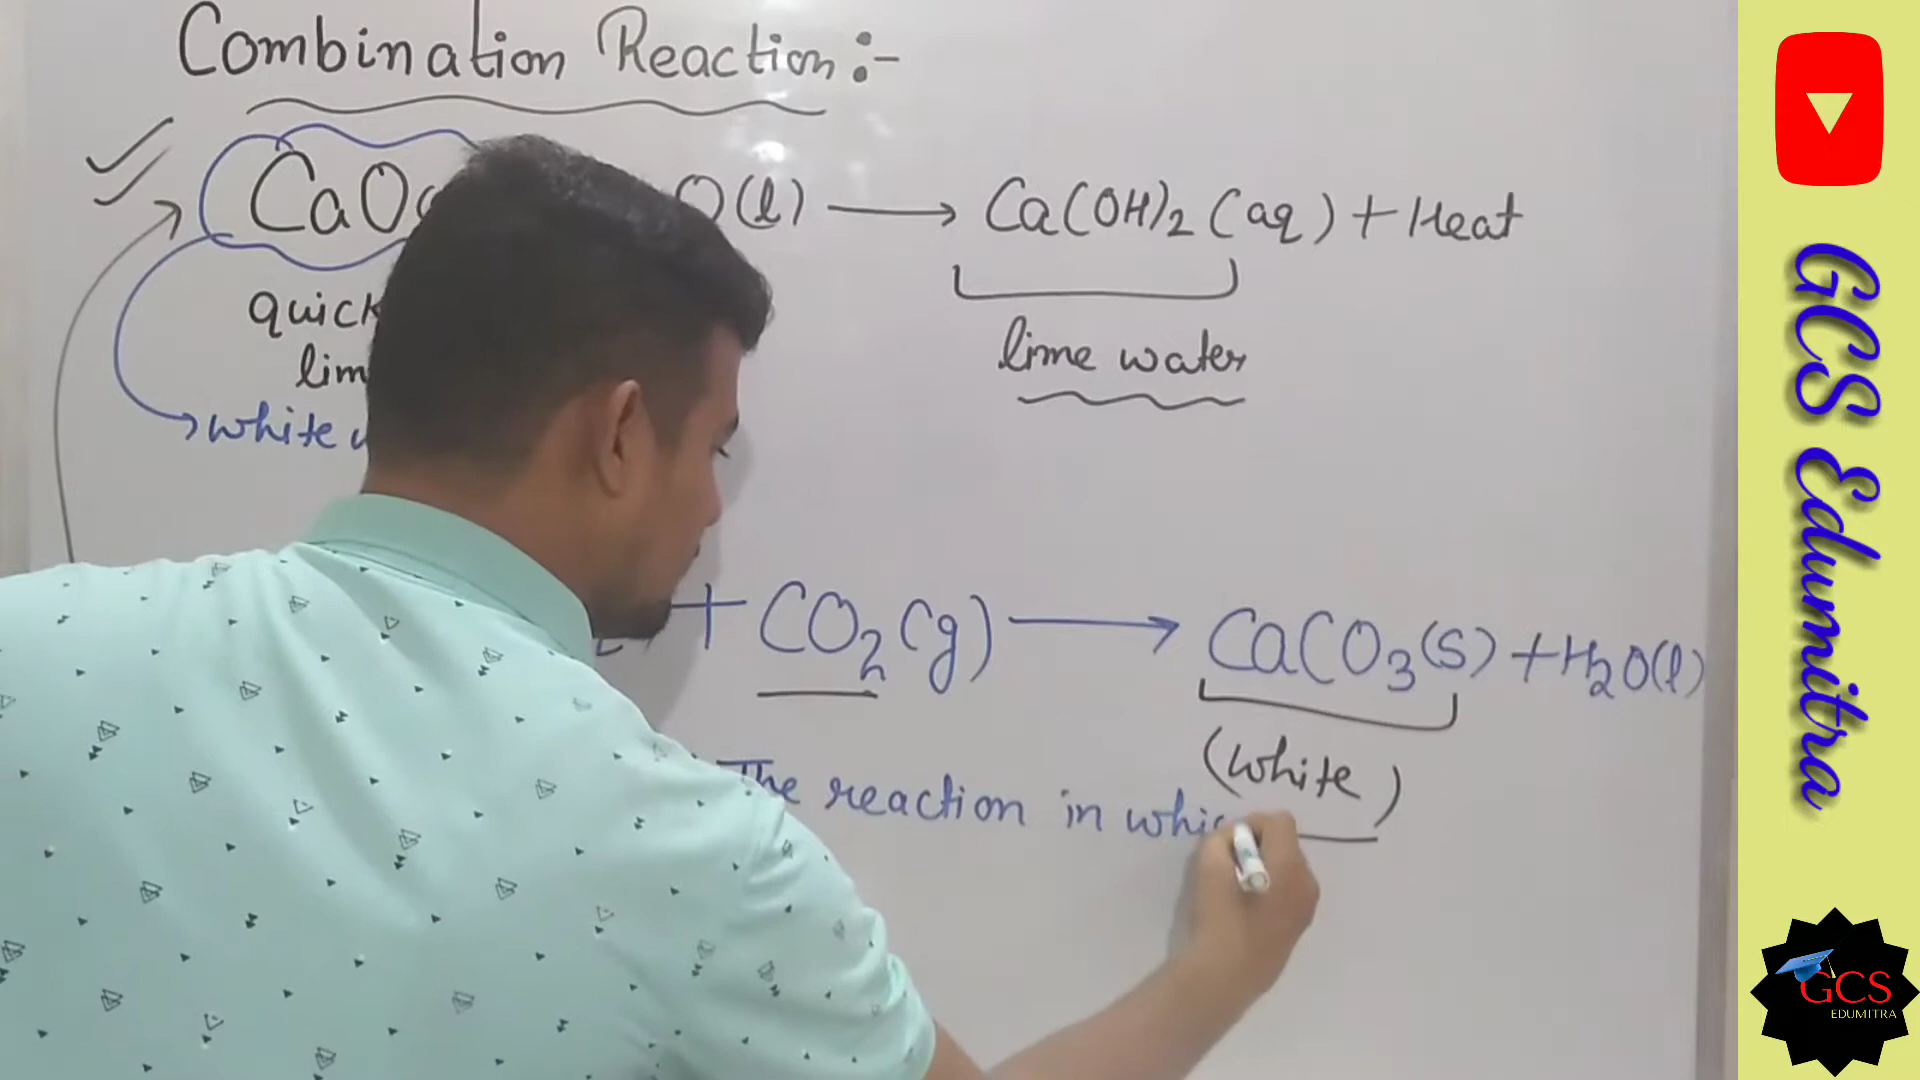 Combination Reaction :-
CaO O(l) → Ca(OH)2 (aq) + Heat
quick
lim
lime water
white
+ CO2 (g) → CaCO3(s) + H2O(l)
(white)
The reaction in whic
GCS Edumitra
GCS
EDUMITRA